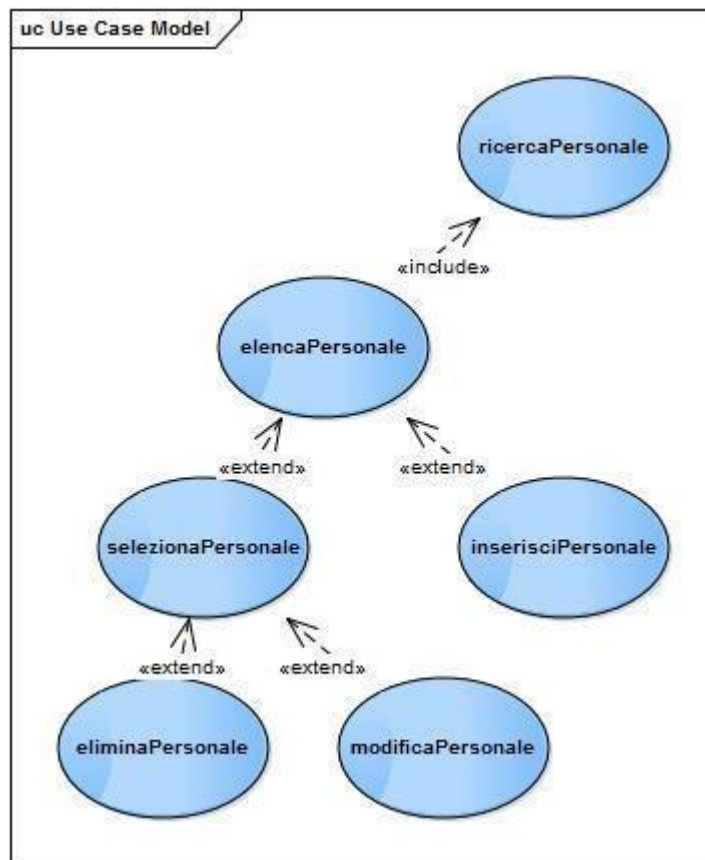 uc Use Case Model
ricercaPersonale
«include»
elencaPersonale
«extend»
«extend»
selezionaPersonale
inserisciPersonale
«extend»
«extend»
eliminaPersonale
modificaPersonale